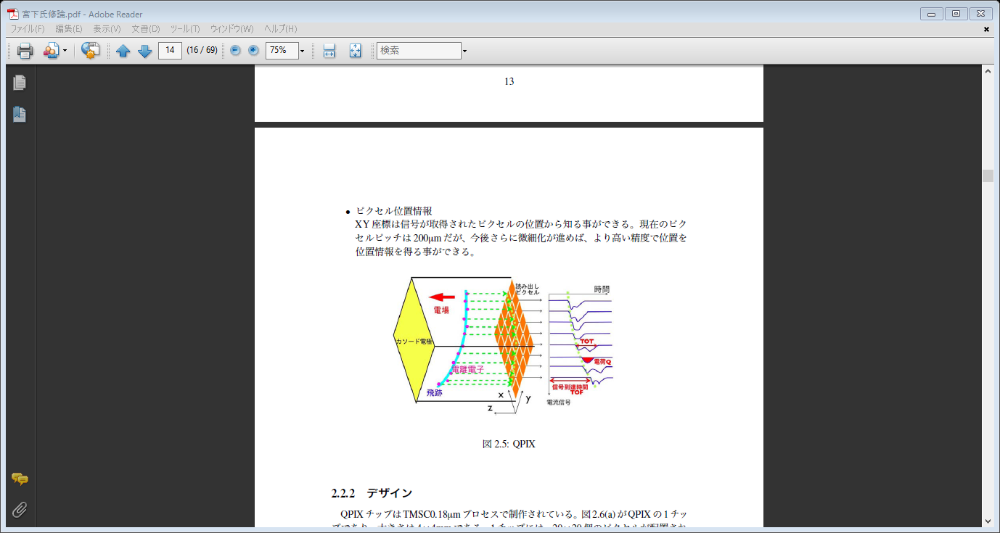 宮下氏修論.pdf - Adobe Reader
ファイル(F) 編集(E) 表示(V) 文書(D) ツール(T) ウィンドウ(W) ヘルプ(H)
14 (16 / 69) 75% 検索
13
• ピクセル位置情報
XY 座標は信号が取得されたピクセルの位置から知る事ができる。現在のピク
セルピッチは 200μm だが、今後さらに微細化が進めば、より高い精度で位置を
位置情報を得る事ができる。
読み出し
ピクセル
時間
電場
カソード電極
TOT
電荷Q
電離電子
飛跡
信号到達時間
TOF
x
y
z
電流信号
図 2.5: QPIX
2.2.2 デザイン
QPIX チップは TMSC0.18μm プロセスで制作されている。図 2.6(a) が QPIX の 1 チッ